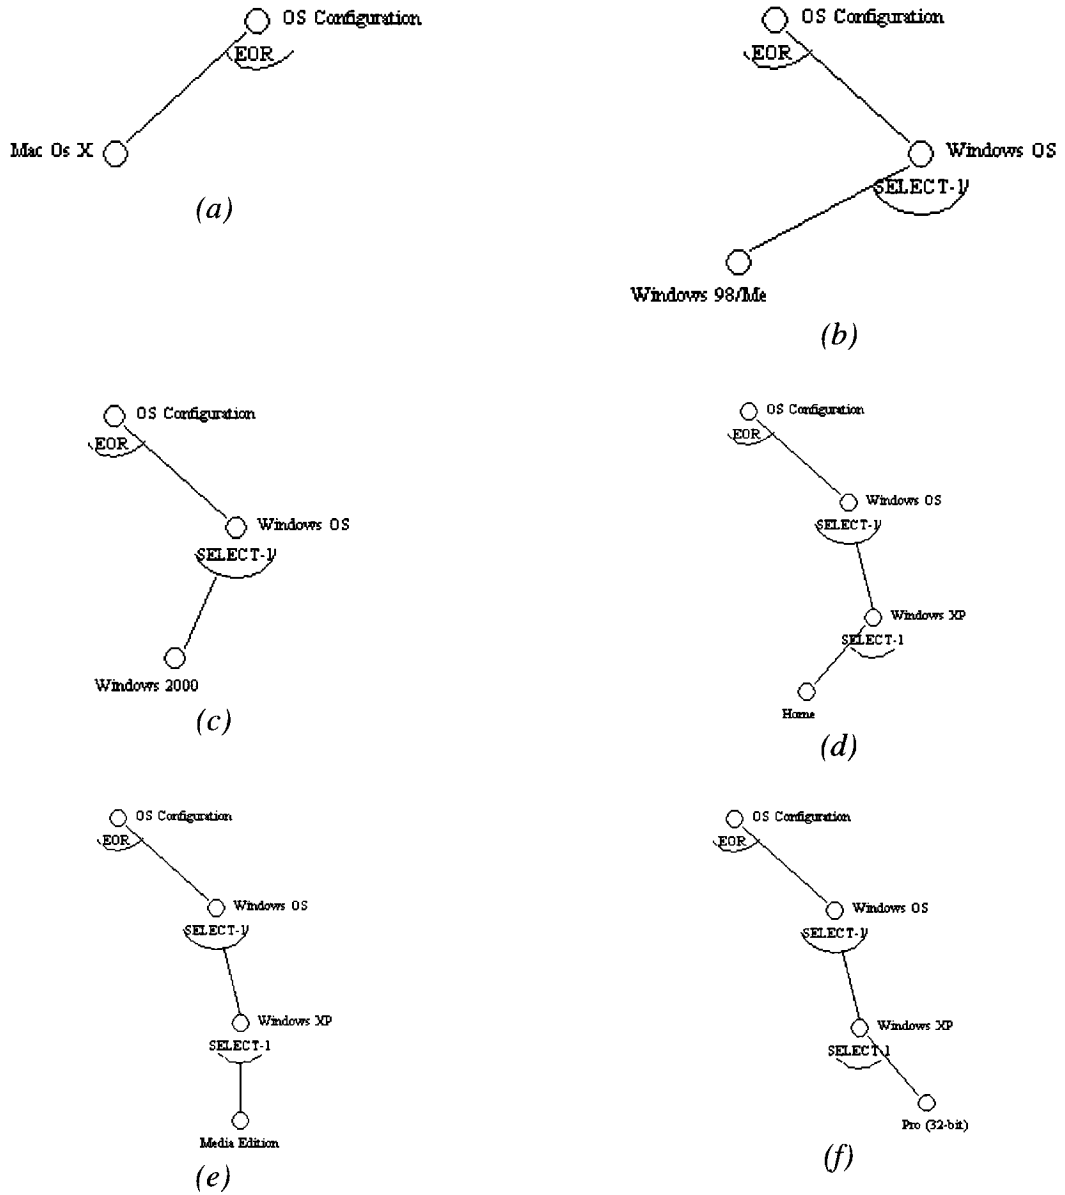 OS Configuration
EOR
Mac Os X
(a)
OS Configuration
EOR
Windows OS
SELECT-1
Windows 98/Me
(b)
OS Configuration
EOR
Windows OS
SELECT-1
Windows 2000
(c)
OS Configuration
EOR
Windows OS
SELECT-1
Windows XP
SELECT-1
Home
(d)
OS Configuration
EOR
Windows OS
SELECT-1
Windows XP
SELECT-1
Media Edition
(e)
OS Configuration
EOR
Windows OS
SELECT-1
Windows XP
SELECT-1
Pro (32-bit)
(f)